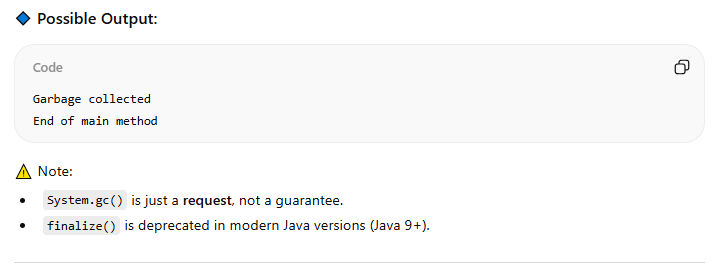 Possible Output:
Code
Garbage collected
End of main method
Note:
System.gc() is just a request, not a guarantee.
finalize() is deprecated in modern Java versions (Java 9+).